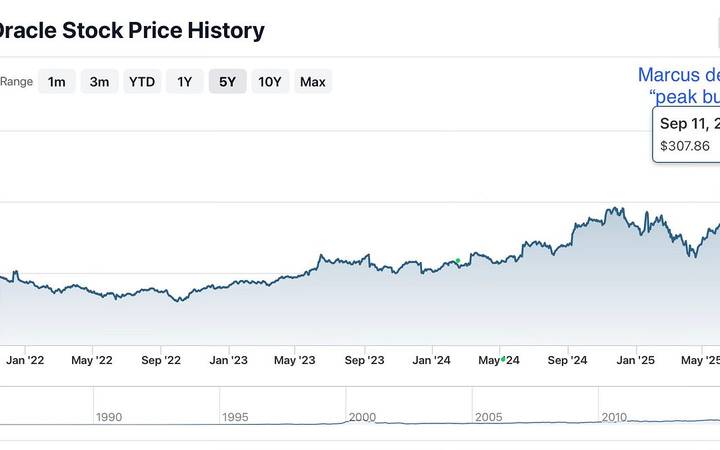 Oracle Stock Price History
Range 1m 3m YTD 1Y 5Y 10Y Max
Marcus de
“peak bu
Sep 11, 2
$307.86
Jan '22 May '22 Sep '22 Jan '23 May '23 Sep '23 Jan '24 May '24 Sep '24 Jan '25 May '25
1990 1995 2000 2005 2010